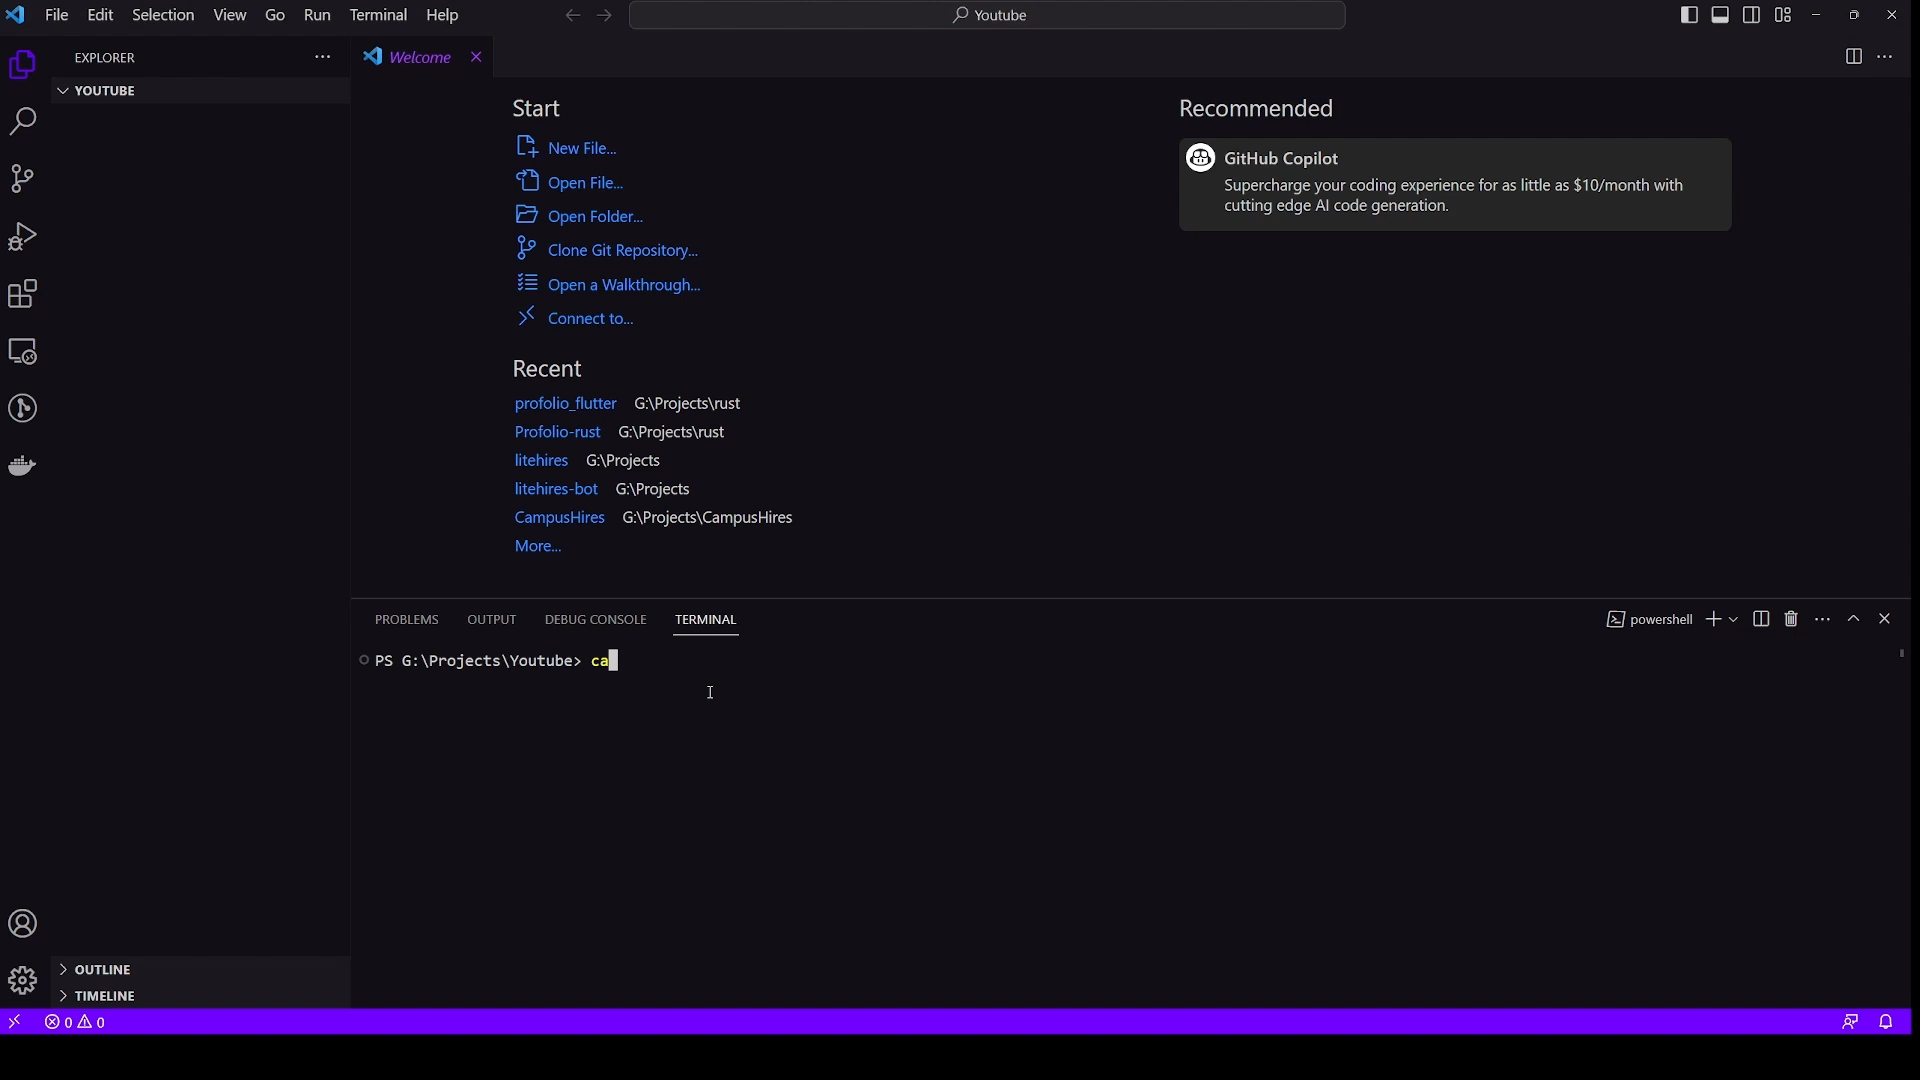 File Edit Selection View Go Run Terminal Help
Youtube
EXPLORER
YOUTUBE
Welcome
Start
New File...
Open File...
Open Folder...
Clone Git Repository...
Open a Walkthrough...
Connect to...
Recent
profolio_flutter G:\Projects\rust
Profolio-rust G:\Projects\rust
litehires G:\Projects
litehires-bot G:\Projects
CampusHires G:\Projects\CampusHires
More...
Recommended
GitHub Copilot
Supercharge your coding experience for as little as $10/month with
cutting edge AI code generation.
PROBLEMS OUTPUT DEBUG CONSOLE TERMINAL
powershell
PS G:\Projects\Youtube> ca
OUTLINE
TIMELINE
0 0